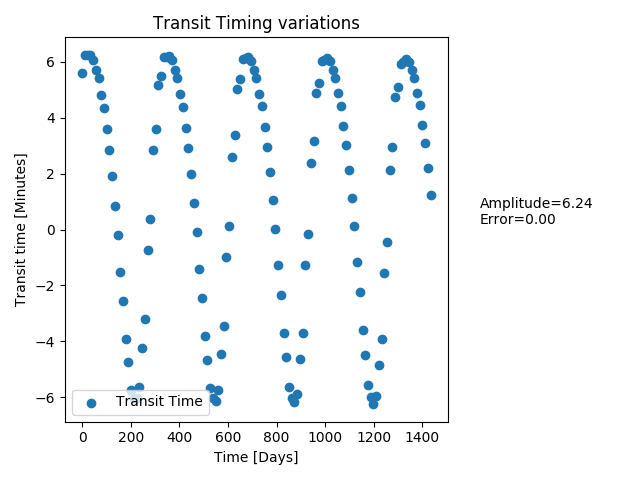 Transit Timing variations
Transit time [Minutes]
6
4
2
0
−2
−4
−6
Transit Time
0 200 400 600 800 1000 1200 1400
Time [Days]
Amplitude=6.24
Error=0.00